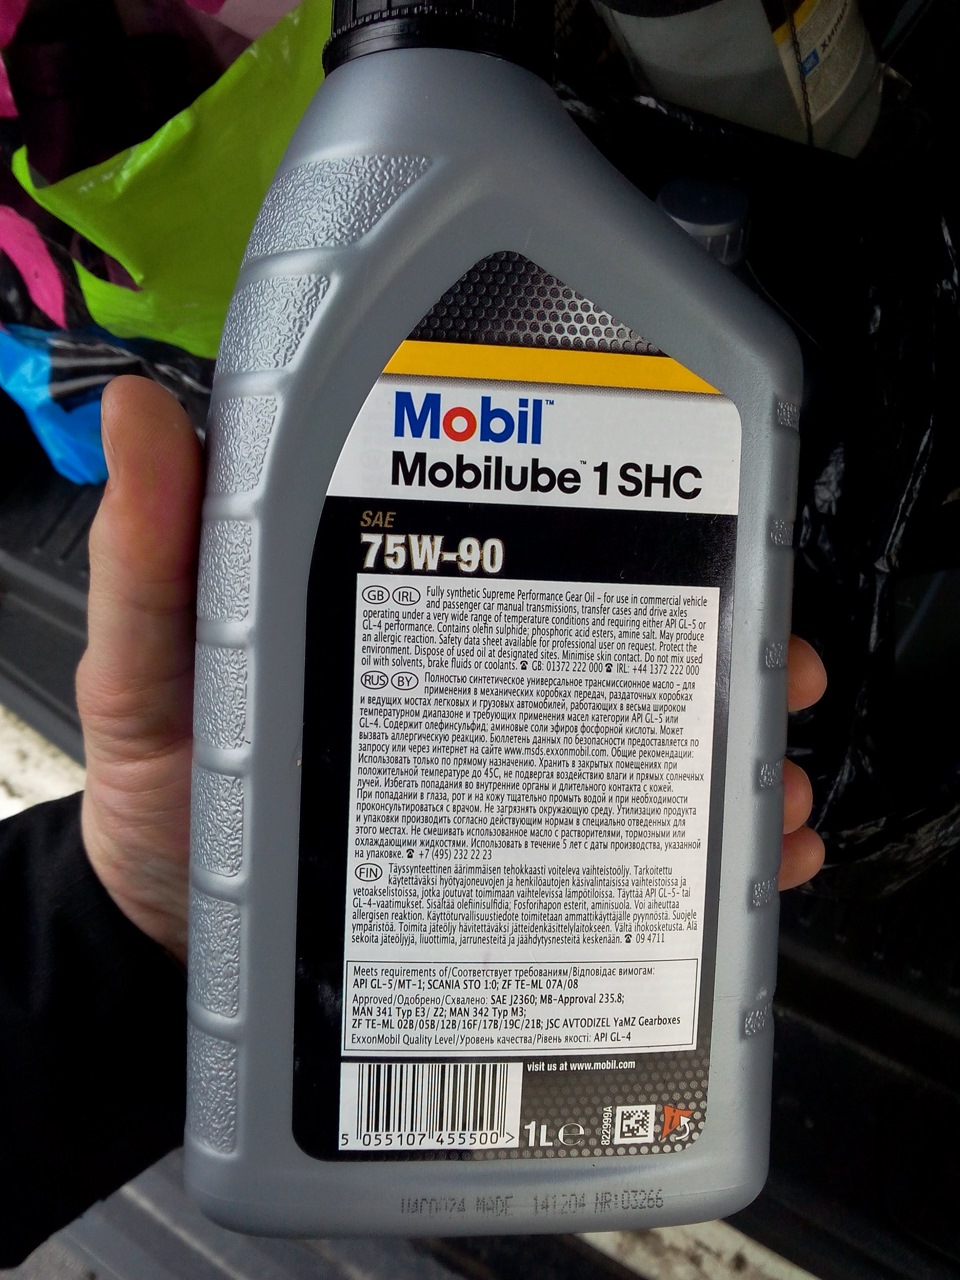 ХИМ
Mobil™
Mobilube™ 1 SHC
SAE
75W-90
GB IRL Fully synthetic Supreme Performance Gear Oil – for use in commercial vehicle
and passenger car manual transmissions, transfer cases and drive axles
operating under a very wide range of temperature conditions and requiring either API GL-5 or
GL-4 performance. Contains olefin sulphide; phosphoric acid esters, amine salt. May produce
an allergic reaction. Safety data sheet available for professional user on request. Protect the
environment. Dispose of used oil at designated sites. Minimise skin contact. Do not mix used
oil with solvents, brake fluids or coolants. ☎ GB: 01372 222 000 ☎ IRL: +44 1372 222 000
RUS BY Полностью синтетическое универсальное трансмиссионное масло – для
применения в механических коробках передач, раздаточных коробках
и ведущих мостах легковых и грузовых автомобилей, работающих в весьма широком
температурном диапазоне и требующих применения масел категории API GL-5 или
GL-4. Содержит олефинсульфид; аминовые соли эфиров фосфорной кислоты. Может
вызвать аллергическую реакцию. Бюллетень данных по безопасности предоставляется по
запросу или через интернет на сайте www.msds.exxonmobil.com. Общие рекомендации:
Использовать только по прямому назначению. Хранить в закрытых помещениях при
положительной температуре до 45С, не подвергая воздействию влаги и прямых солнечных
лучей. Избегать попадания во внутренние органы и длительного контакта с кожей.
При попадании в глаза, рот и на кожу тщательно промыть водой и при необходимости
проконсультироваться с врачом. Не загрязнять окружающую среду. Утилизацию продукта
и упаковки производить согласно действующим нормам в специально отведенных для
этого местах. Не смешивать использованное масло с растворителями, тормозными или
охлаждающими жидкостями. Использовать в течение 5 лет с даты производства, указанной
на упаковке. ☎ +7 (495) 232 22 23
FIN Täyssynteettinen äärimmäisen tehokkaasti voiteleva vaihteistoöljy. Tarkoitettu
käytettäväksi hyötyajoneuvojen ja henkilöautojen käsivalintaisissa vaihteistoissa ja
vetoakselistoissa, jotka joutuvat toimimaan vaihtelevissa lämpötiloissa. Täyttää API GL-5- tai
GL-4-vaatimukset. Sisältää olefiinisulfidia; Fosforihapon esterit, aminisuola. Voi aiheuttaa
allergisen reaktion. Käyttöturvallisuustiedote toimitetaan ammattikäyttäjälle pyynnöstä. Suojele
ympäristöä. Toimita jäteöljy hävitettäväksi jätteidenkäsittelylaitokseen. Vältä ihokosketusta. Älä
sekoita jäteöljyjä, liuottimia, jarrunesteitä ja jäähdytysnesteitä keskenään. ☎ 09 4711
Meets requirements of/Соответствует требованиям/Відповідає вимогам:
API GL-5/MT-1; SCANIA STO 1:0; ZF TE-ML 07A/08
Approved/Одобрено/Схвалено: SAE J2360; MB-Approval 235.8;
MAN 341 Typ E3/ Z2; MAN 342 Typ M3;
ZF TE-ML 02B/05B/12B/16F/17B/19C/21B; JSC AVTODIZEL YaMZ Gearboxes
ExxonMobil Quality Level/Уровень качества/Рівень якості: API GL-4
visit us at www.mobil.com
5 055107 455500 >
1L ℮
822999A
MADE 141204 NR:03266